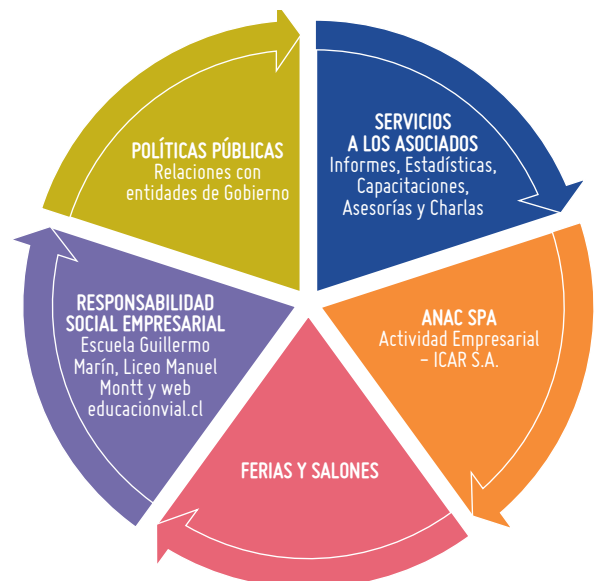 POLÍTICAS PÚBLICAS
Relaciones con
entidades de Gobierno
SERVICIOS
A LOS ASOCIADOS
Informes, Estadísticas,
Capacitaciones,
Asesorías y Charlas
ANAC SPA
Actividad Empresarial
– ICAR S.A.
FERIAS Y SALONES
RESPONSABILIDAD
SOCIAL EMPRESARIAL
Escuela Guillermo
Marín, Liceo Manuel
Montt y web
educacionvial.cl